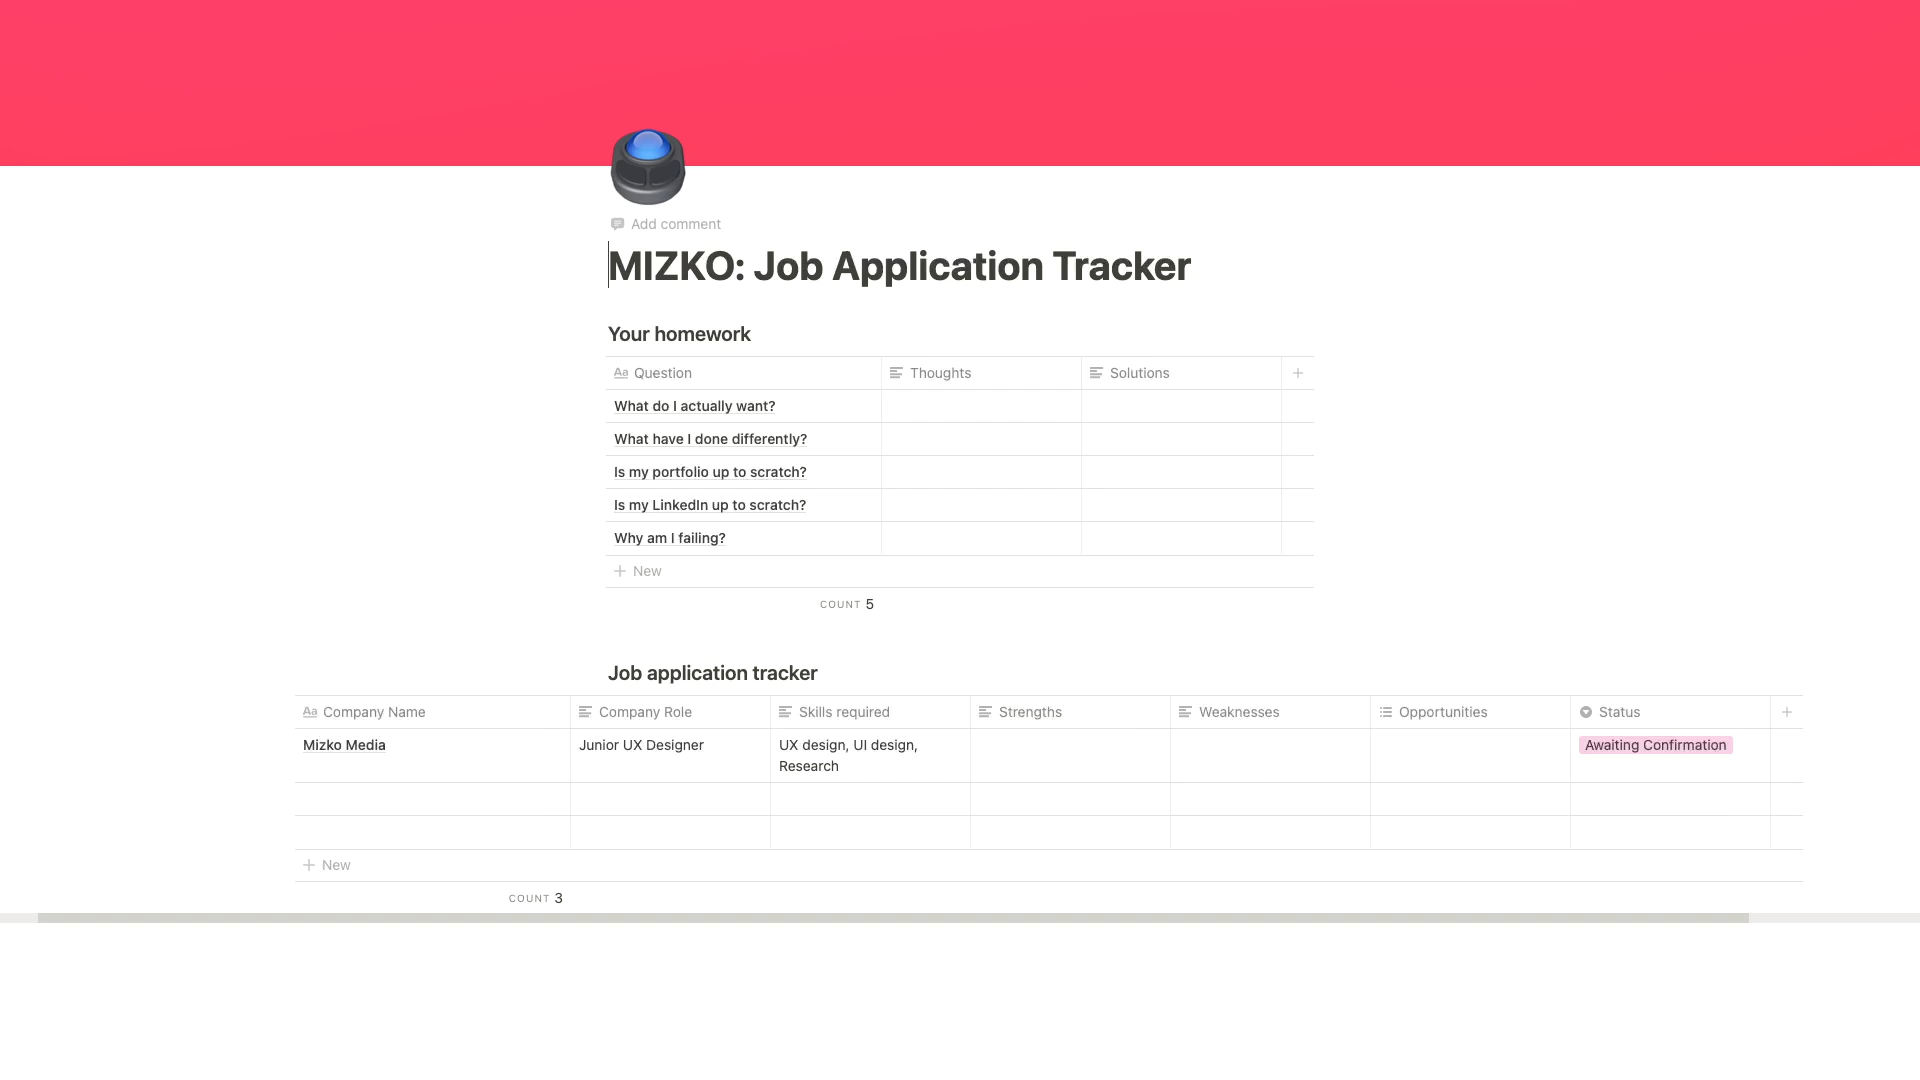 Add comment
MIZKO: Job Application Tracker
Your homework
Aa Question Thoughts Solutions
What do I actually want?
What have I done differently?
Is my portfolio up to scratch?
Is my LinkedIn up to scratch?
Why am I failing?
New
COUNT 5
Job application tracker
Aa Company Name Company Role Skills required Strengths Weaknesses Opportunities Status
Mizko Media Junior UX Designer UX design, UI design, Awaiting Confirmation
Research
New
COUNT 3